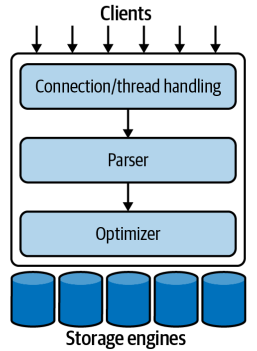 Clients
Connection/thread handling
Parser
Optimizer
Storage engines